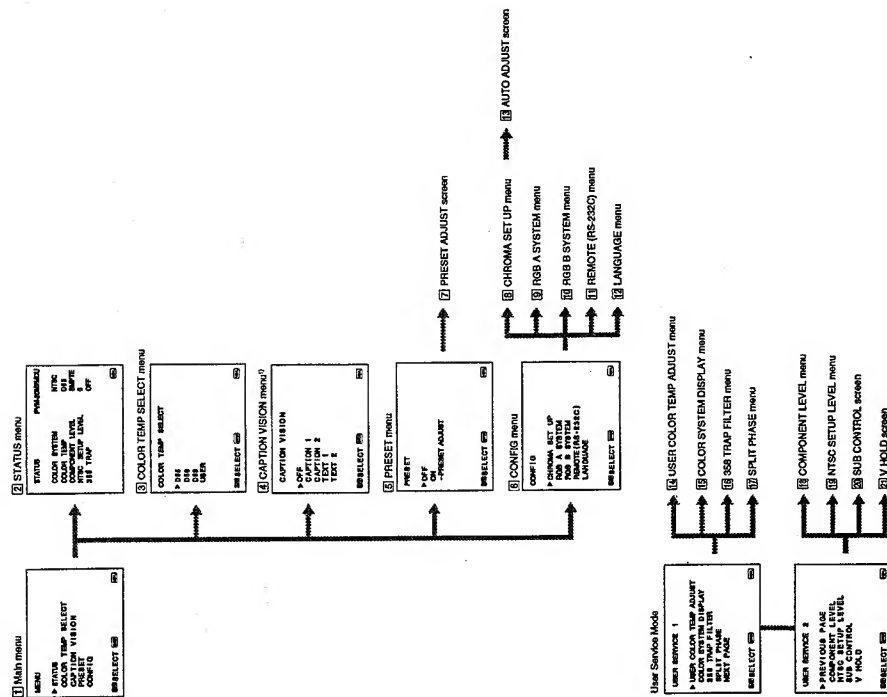 1 Main menu
MENU
▶ STATUS
COLOR TEMP SELECT
CAPTION VISION
PRESET
CONFIG
SELECT
2 STATUS menu
STATUS
COLOR SYSTEM NTSC
COLOR TEMP D65
COMPONENT LEVEL SMPTE
NTSC SETUP LEVEL 0
358 TRAP OFF
3 COLOR TEMP SELECT menu
COLOR TEMP SELECT
▶ D65
USER
SELECT
4 CAPTION VISION menu1)
CAPTION VISION
▶ OFF
CAPTION 1
CAPTION 2
TEXT 1
TEXT 2
SELECT
5 PRESET menu
PRESET
▶ OFF
ON
-PRESET ADJUST
SELECT
7 PRESET ADJUST screen
6 CONFIG menu
CONFIG
▶ CHROMA SET UP
RGB A SYSTEM
RGB B SYSTEM
REMOTE (RS-232C)
LANGUAGE
SELECT
8 CHROMA SET UP menu
13 AUTO ADJUST screen
9 RGB A SYSTEM menu
10 RGB B SYSTEM menu
11 REMOTE (RS-232C) menu
12 LANGUAGE menu
User Service Mode
USER SERVICE 1
▶ USER COLOR TEMP ADJUST
COLOR SYSTEM DISPLAY
358 TRAP FILTER
SPLIT PHASE
NEXT PAGE
SELECT
14 USER COLOR TEMP ADJUST menu
15 COLOR SYSTEM DISPLAY menu
16 358 TRAP FILTER menu
17 SPLIT PHASE menu
USER SERVICE 2
▶ PREVIOUS PAGE
COMPONENT LEVEL
NTSC SETUP LEVEL
SUB CONTROL
V HOLD
SELECT
18 COMPONENT LEVEL menu
19 NTSC SETUP LEVEL menu
20 SUB CONTROL screen
21 V HOLD screen